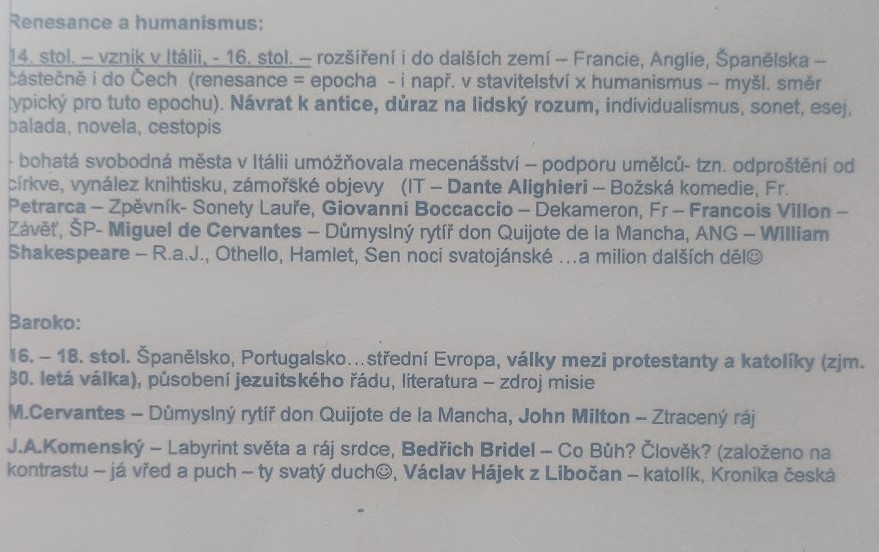 Renesance a humanismus:
14. stol. – vznik v Itálii, - 16. stol. – rozšíření i do dalších zemí – Francie, Anglie, Španělska –
částečně i do Čech (renesance = epocha - i např. v stavitelství x humanismus – myšl. směr
typický pro tuto epochu). Návrat k antice, důraz na lidský rozum, individualismus, sonet, esej,
balada, novela, cestopis
- bohatá svobodná města v Itálii umóžňovala mecenášství – podporu umělců- tzn. odproštění od
církve, vynález knihtisku, zámořské objevy (IT – Dante Alighieri – Božská komedie, Fr.
Petrarca – Zpěvník- Sonety Lauře, Giovanni Boccaccio – Dekameron, Fr – Francois Villon –
Závěť, ŠP- Miguel de Cervantes – Důmyslný rytíř don Quijote de la Mancha, ANG – William
Shakespeare – R.a.J., Othello, Hamlet, Sen noci svatojánské …a milion dalších děl☺
Baroko:
16. – 18. stol. Španělsko, Portugalsko…střední Evropa, války mezi protestanty a katolíky (zjm.
30. letá válka), působení jezuitského řádu, literatura – zdroj misie
M.Cervantes – Důmyslný rytíř don Quijote de la Mancha, John Milton – Ztracený ráj
J.A.Komenský – Labyrint světa a ráj srdce, Bedřich Bridel – Co Bůh? Člověk? (založeno na
kontrastu – já vřed a puch – ty svatý duch☺, Václav Hájek z Libočan – katolík, Kronika česká